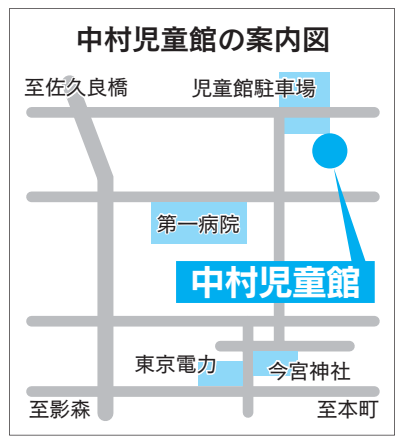 中村児童館の案内図
至佐久良橋
児童館駐車場
第一病院
中村児童館
東京電力
今宮神社
至影森
至本町